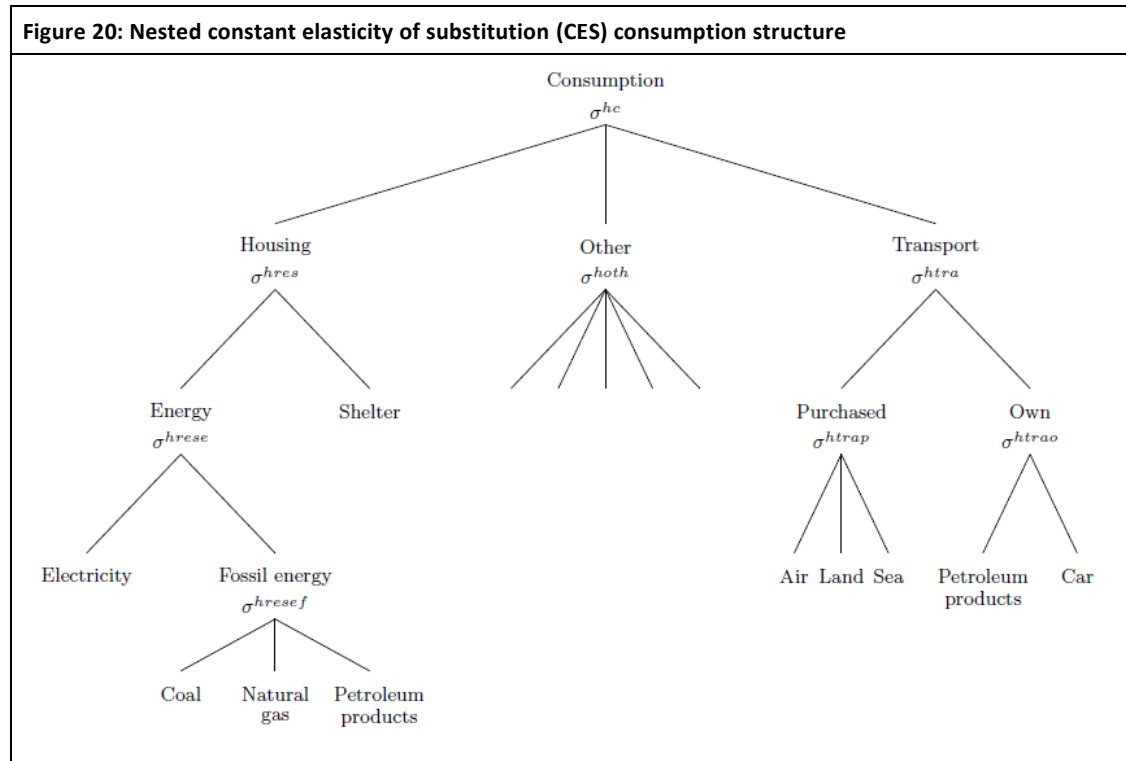 Figure 20: Nested constant elasticity of substitution (CES) consumption structure
Consumption
σ^{hc}
Housing Other Transport
σ^{hres} σ^{hoth} σ^{htra}
Energy Shelter Purchased Own
σ^{hrese} σ^{htrap} σ^{htrao}
Electricity Fossil energy Air Land Sea Petroleum Car
products
σ^{hresef}
Coal Natural Petroleum
gas products